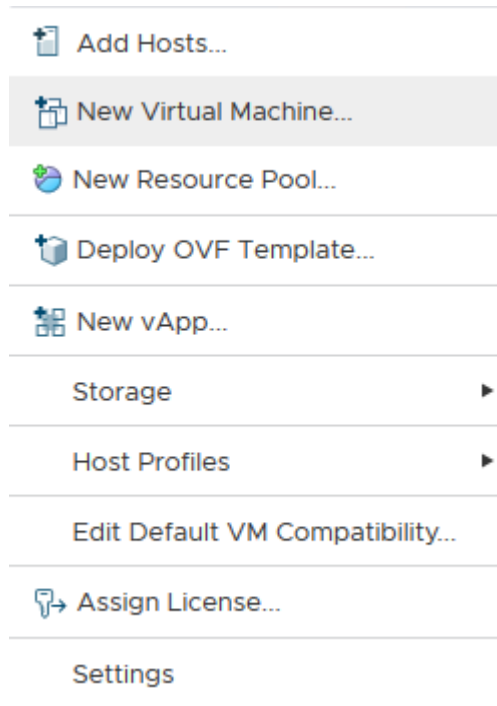 Add Hosts...
New Virtual Machine...
New Resource Pool...
Deploy OVF Template...
New vApp...
Storage
Host Profiles
Edit Default VM Compatibility...
Assign License...
Settings